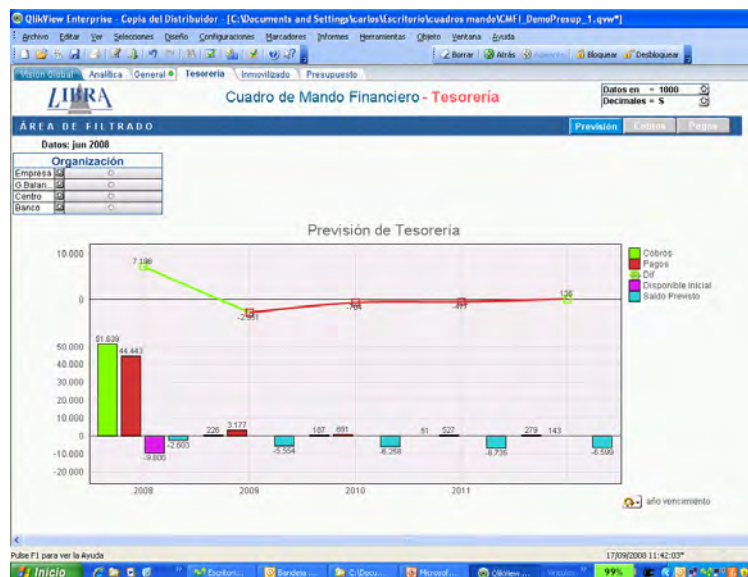 QlikView Enterprise - Copia del Distribuidor - [C:\Documents and Settings\carlos\Escritorio\cuadros mando\CMFI_DemoPresup_1.qvw*]
Archivo Editar Ver Selecciones Diseño Configuraciones Marcadores Informes Herramientas Objeto Ventana Ayuda
Borrar Atrás Bloquear Desbloquear
Visión Global Analítica General Tesorería Inmovilizado Presupuesto
LIBRA
Cuadro de Mando Financiero - Tesorería
Datos en = 1000
Decimales = S
ÁREA DE FILTRADO
Previsión Cobros Pagos
Datos: jun 2008
Organización
Empresa
G.Balan...
Centro
Banco
Previsión de Tesorería
10.000
7.196
0
-2.951
-704
-477
136
Cobros
Pagos
Dif
Disponible Inicial
Saldo Previsto
50.000
40.000
30.000
20.000
10.000
0
-10.000
-20.000
51.639
44.443
-9.800
-2.603
226
3.177
-5.554
187
891
-6.258
51
527
-6.735
279
143
-6.599
2008 2009 2010 2011
año vencimiento
Pulse F1 para ver la Ayuda
17/09/2008 11:42:03*
Inicio
Escritori...
Bandeja ...
C:\Docu...
Microsof...
QlikView ...
99%